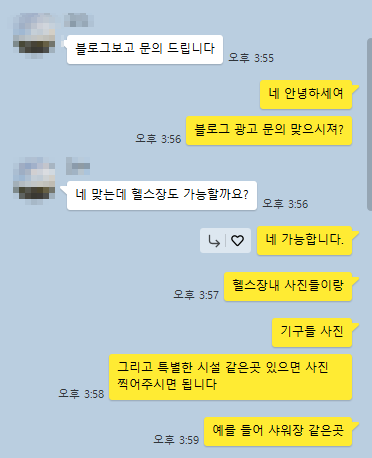 블로그보고 문의 드립니다
오후 3:55
네 안녕하세여
블로그 광고 문의 맞으시져?
오후 3:56
네 맞는데 헬스장도 가능할까요?
오후 3:56
네 가능합니다.
헬스장내 사진들이랑
오후 3:57
기구들 사진
그리고 특별한 시설 같은곳 있으면 사진
찍어주시면 됩니다
오후 3:58
예를 들어 샤워장 같은곳
오후 3:59